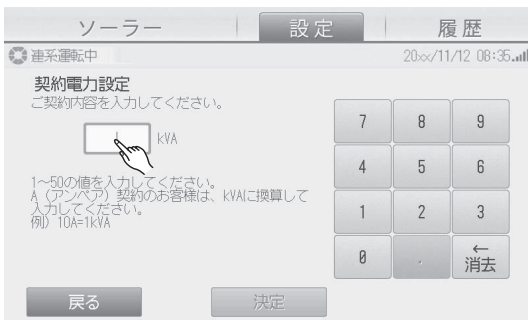 ソーラー 設定 履歴
連系運転中 20xx/11/12 08:35
契約電力設定
ご契約内容を入力してください。
kVA
1~50の値を入力してください。
A(アンペア)契約のお客様は、kVAに換算して
入力してください。
例) 10A=1kVA
7 8 9
4 5 6
1 2 3
0 . ←
消去
戻る 決定